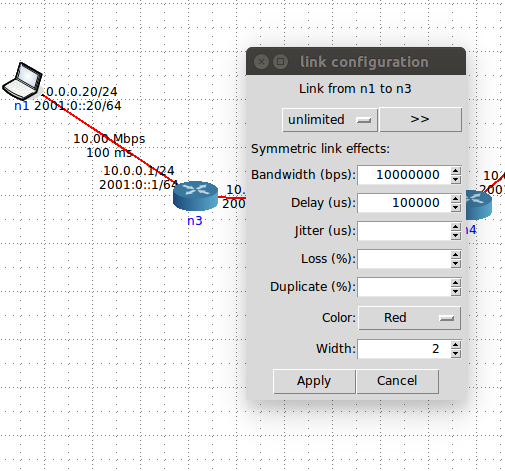 link configuration
Link from n1 to n3
unlimited
>>
Symmetric link effects:
Bandwidth (bps): 10000000
Delay (us): 100000
Jitter (us):
Loss (%):
Duplicate (%):
Color: Red
Width: 2
Apply Cancel
.0.0.0.20/24
n1 2001:0::20/64
10.00 Mbps
100 ms
10.0.0.1/24
2001:0::1/64
n3
10.
200
10.0
2001
n4